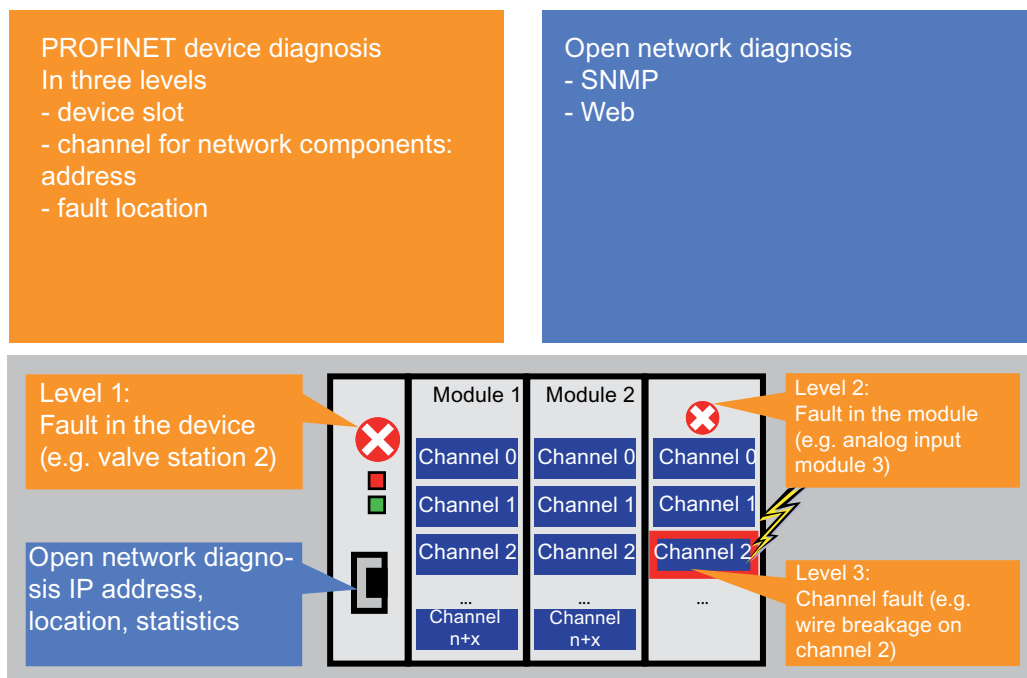 PROFINET device diagnosis
In three levels
- device slot
- channel for network components:
address
- fault location
Open network diagnosis
- SNMP
- Web
Level 1:
Fault in the device
(e.g. valve station 2)
Open network diagno-
sis IP address,
location, statistics
Module 1
Channel 0
Channel 1
Channel 2
...
Channel
n+x
Module 2
Channel 0
Channel 1
Channel 2
...
Channel
n+x
Channel 0
Channel 1
Channel 2
...
Level 2:
Fault in the module
(e.g. analog input
module 3)
Level 3:
Channel fault (e.g.
wire breakage on
channel 2)